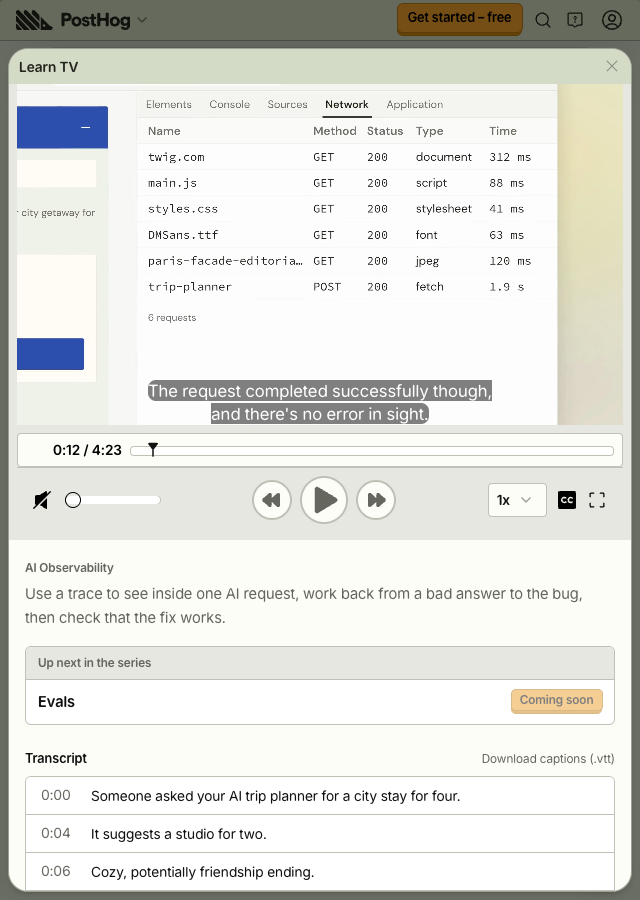 PostHog
Get started – free
Learn TV
Elements Console Sources Network Application
Name Method Status Type Time
twig.com GET 200 document 312 ms
main.js GET 200 script 88 ms
styles.css GET 200 stylesheet 41 ms
city getaway for
DMSans.ttf GET 200 font 63 ms
paris-facade-editoria… GET 200 jpeg 120 ms
trip-planner POST 200 fetch 1.9 s
6 requests
The request completed successfully though,
and there's no error in sight.
0:12 / 4:23
1x
CC
AI Observability
Use a trace to see inside one AI request, work back from a bad answer to the bug,
then check that the fix works.
Up next in the series
Evals
Coming soon
Transcript
Download captions (.vtt)
0:00 Someone asked your AI trip planner for a city stay for four.
0:04 It suggests a studio for two.
0:06 Cozy, potentially friendship ending.